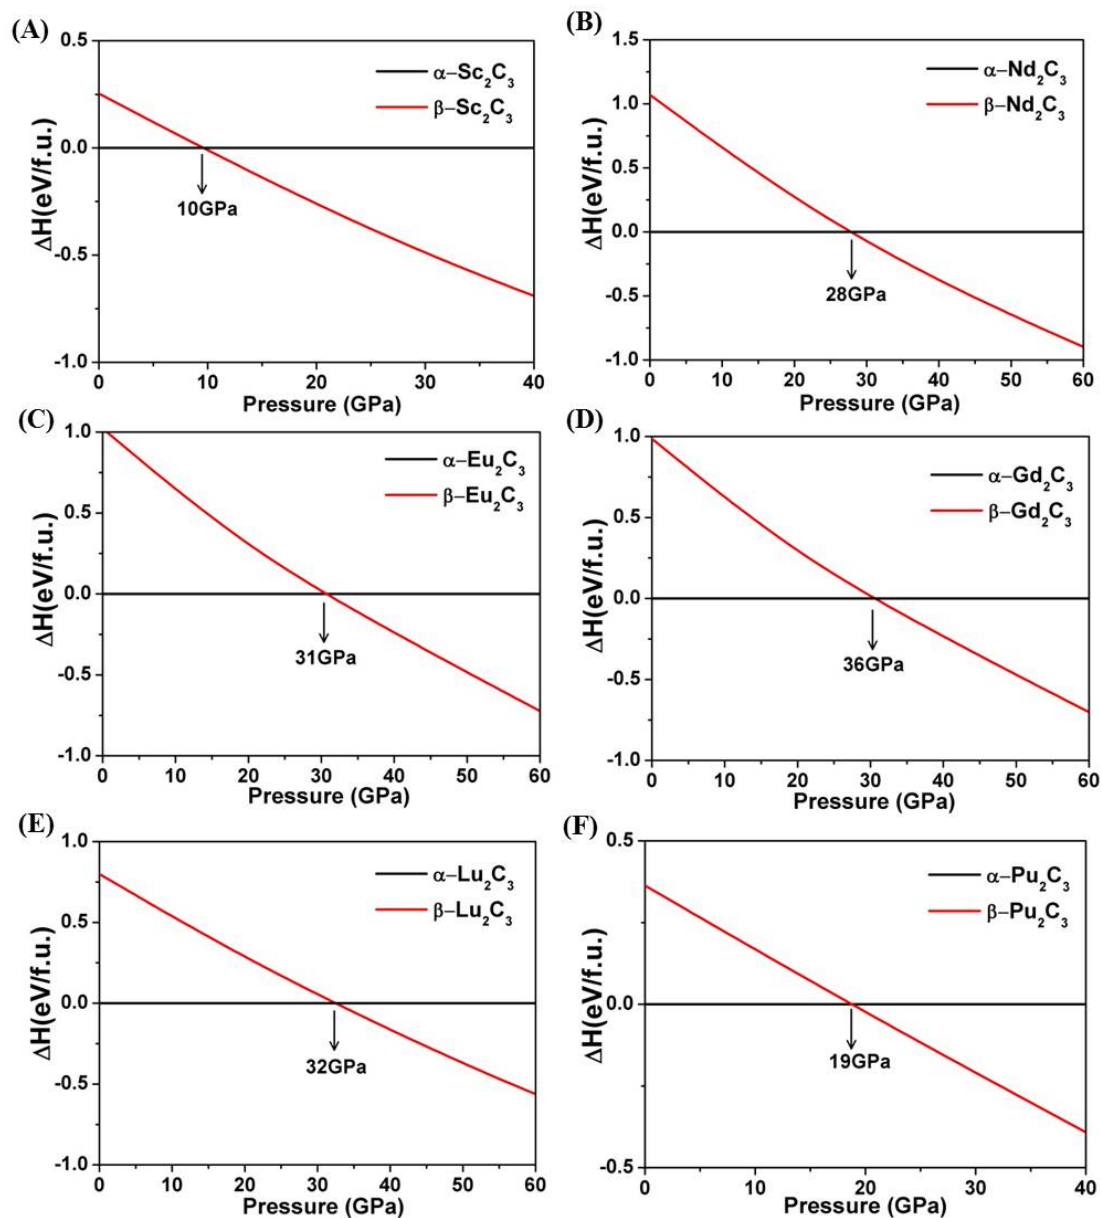 (A)
0.5
0.0
-0.5
-1.0
ΔH(eV/f.u.)
α–Sc₂C₃
β–Sc₂C₃
10GPa
0 10 20 30 40
Pressure (GPa)
(B)
1.5
1.0
0.5
0.0
-0.5
-1.0
ΔH(eV/f.u.)
α–Nd₂C₃
β–Nd₂C₃
28GPa
0 10 20 30 40 50 60
Pressure (GPa)
(C)
1.0
0.5
0.0
-0.5
-1.0
ΔH(eV/f.u.)
α–Eu₂C₃
β–Eu₂C₃
31GPa
0 10 20 30 40 50 60
Pressure (GPa)
(D)
1.0
0.5
0.0
-0.5
-1.0
ΔH(eV/f.u.)
α–Gd₂C₃
β–Gd₂C₃
36GPa
0 10 20 30 40 50 60
Pressure (GPa)
(E)
1.0
0.5
0.0
-0.5
-1.0
ΔH(eV/f.u.)
α–Lu₂C₃
β–Lu₂C₃
32GPa
0 10 20 30 40 50 60
Pressure (GPa)
(F)
0.5
0.0
-0.5
ΔH(eV/f.u.)
α–Pu₂C₃
β–Pu₂C₃
19GPa
0 10 20 30 40
Pressure (GPa)